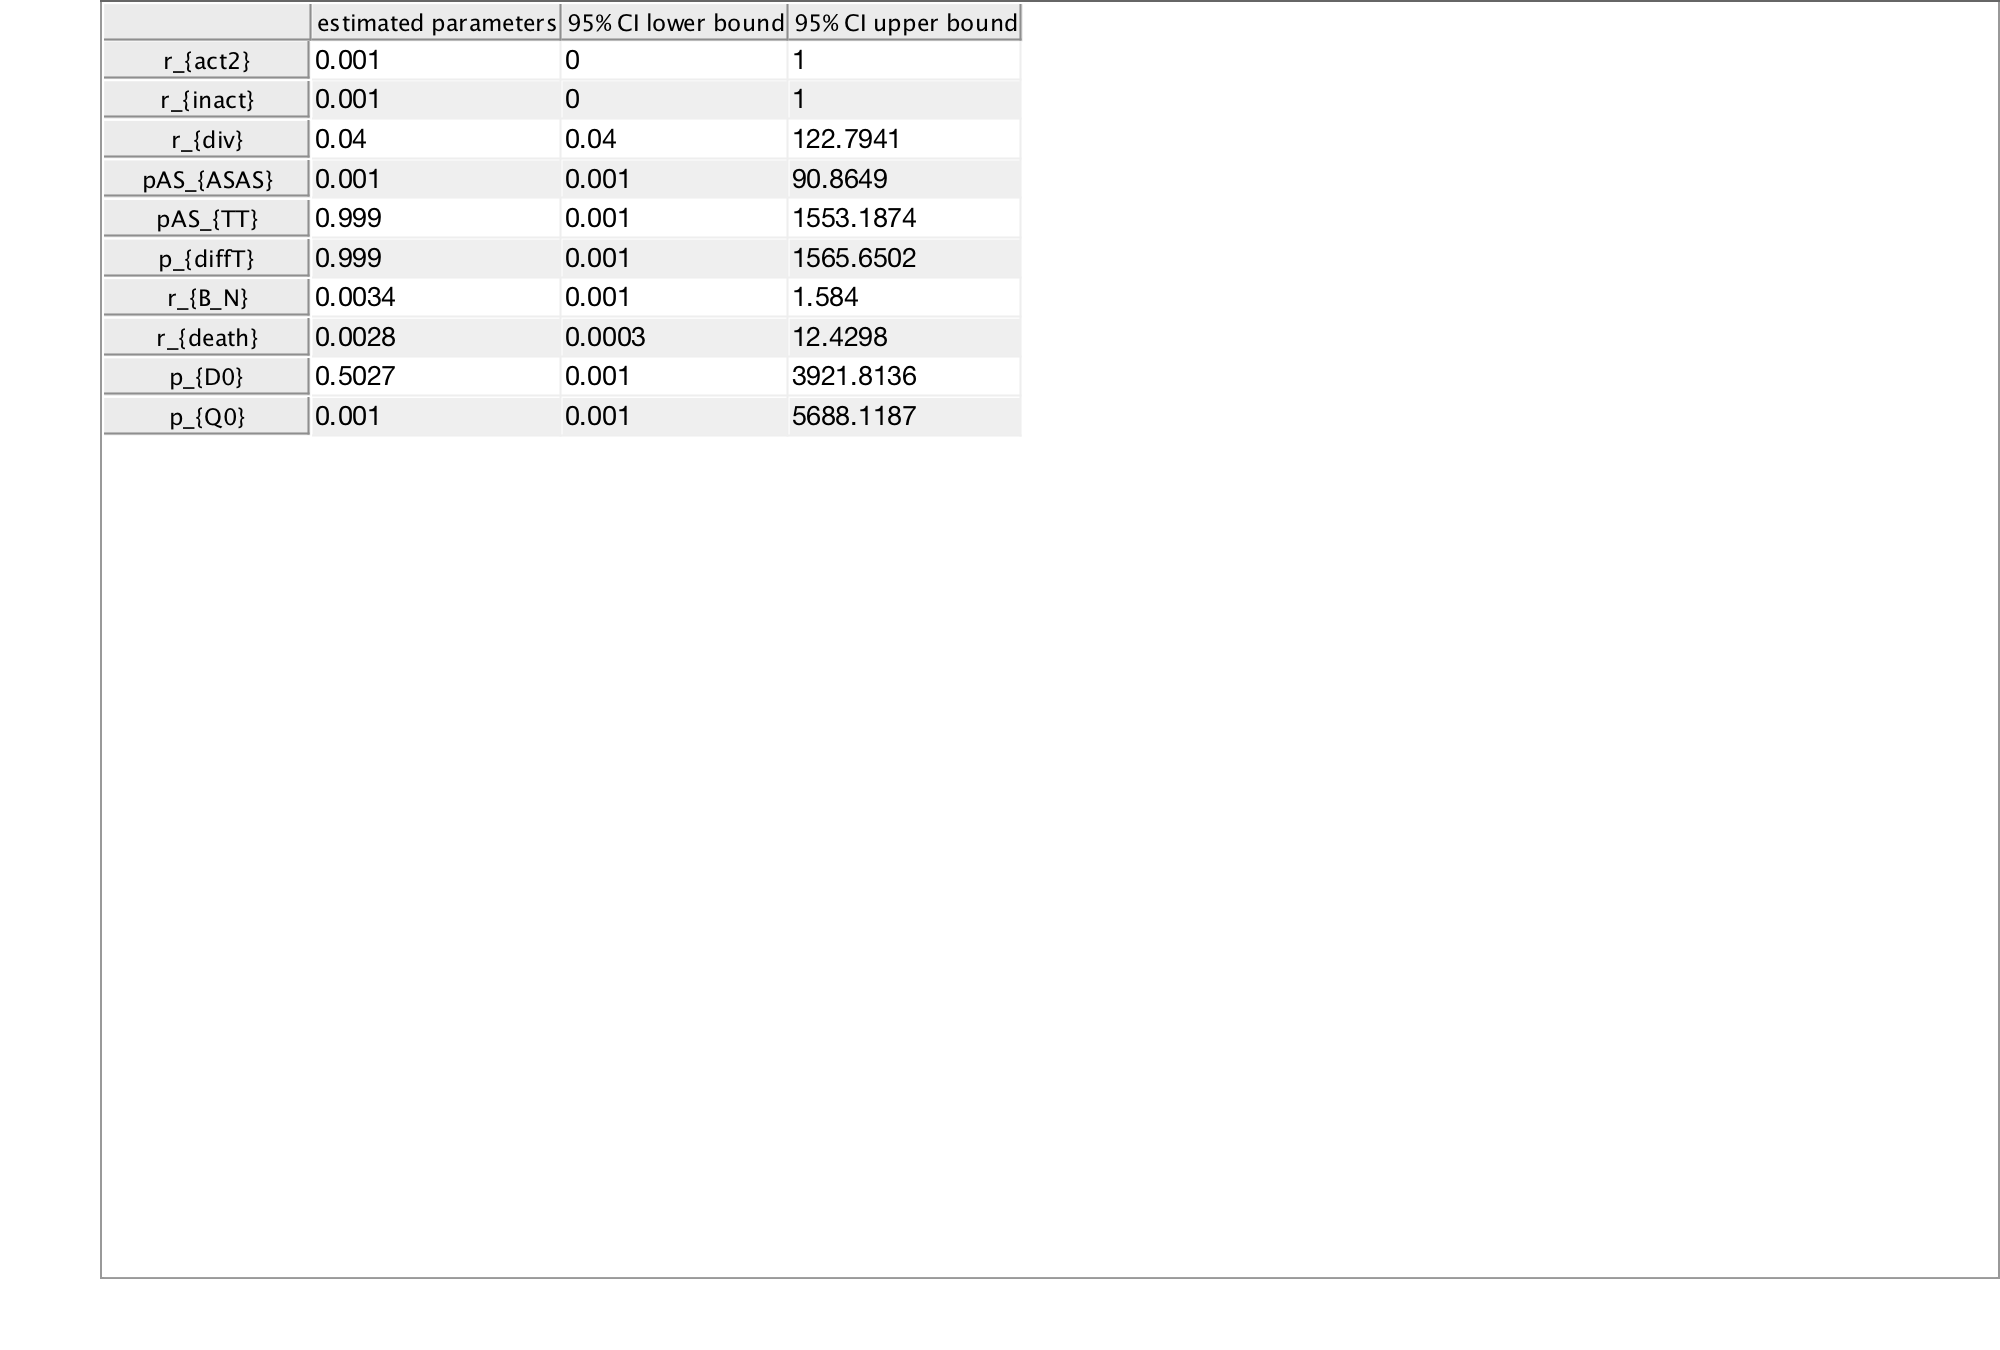 estimated parameters 95% CI lower bound 95% CI upper bound
r_{act2} 0.001 0 1
r_{inact} 0.001 0 1
r_{div} 0.04 0.04 122.7941
pAS_{ASAS} 0.001 0.001 90.8649
pAS_{TT} 0.999 0.001 1553.1874
p_{diffT} 0.999 0.001 1565.6502
r_{B_N} 0.0034 0.001 1.584
r_{death} 0.0028 0.0003 12.4298
p_{D0} 0.5027 0.001 3921.8136
p_{Q0} 0.001 0.001 5688.1187